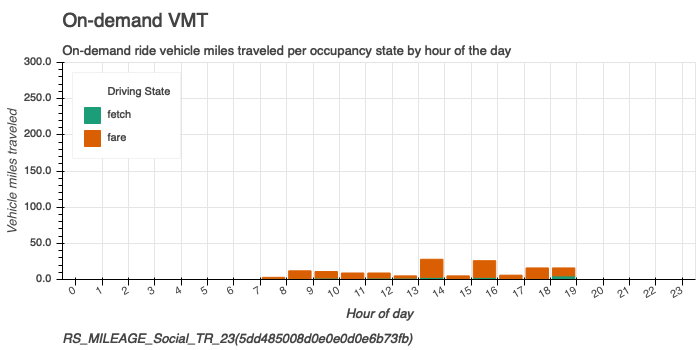 On-demand VMT
On-demand ride vehicle miles traveled per occupancy state by hour of the day
300.0
250.0
200.0
150.0
100.0
50.0
0.0
Vehicle miles traveled
Driving State
fetch
fare
0 1 2 3 4 5 6 7 8 9 10 11 12 13 14 15 16 17 18 19 20 21 22 23
Hour of day
RS_MILEAGE_Social_TR_23(5dd485008d0e0e0d0e6b73fb)